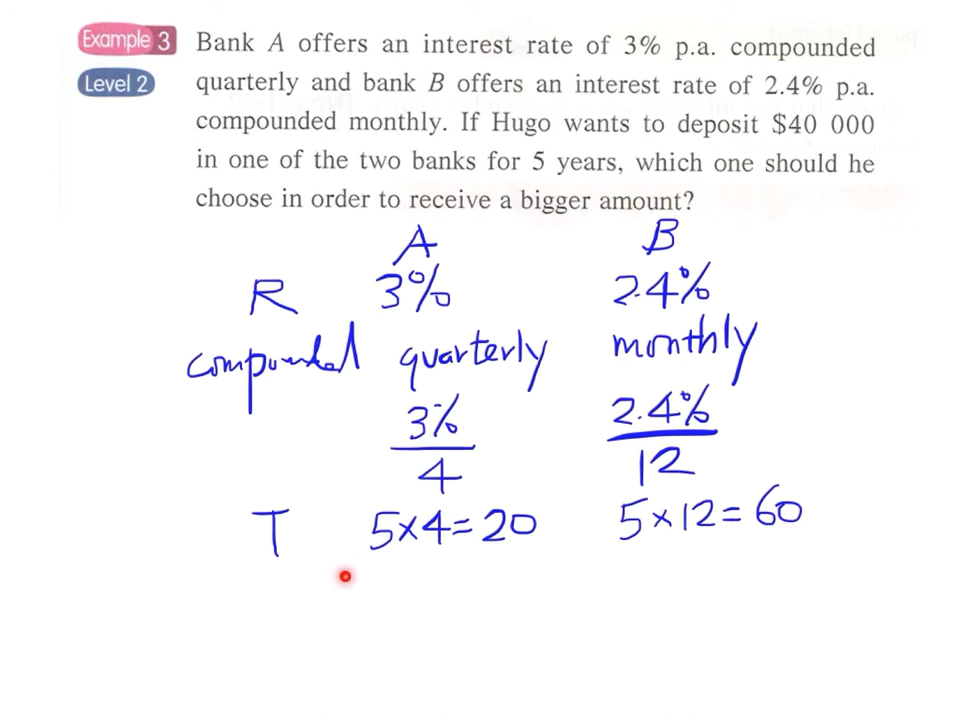 Example 3 Bank A offers an interest rate of 3% p.a. compounded
Level 2 quarterly and bank B offers an interest rate of 2.4% p.a.
compounded monthly. If Hugo wants to deposit $40 000
in one of the two banks for 5 years, which one should he
choose in order to receive a bigger amount?
A B
R 3% 2.4%
compounded quarterly monthly
3%/4 2.4%/12
T 5×4=20 5×12=60